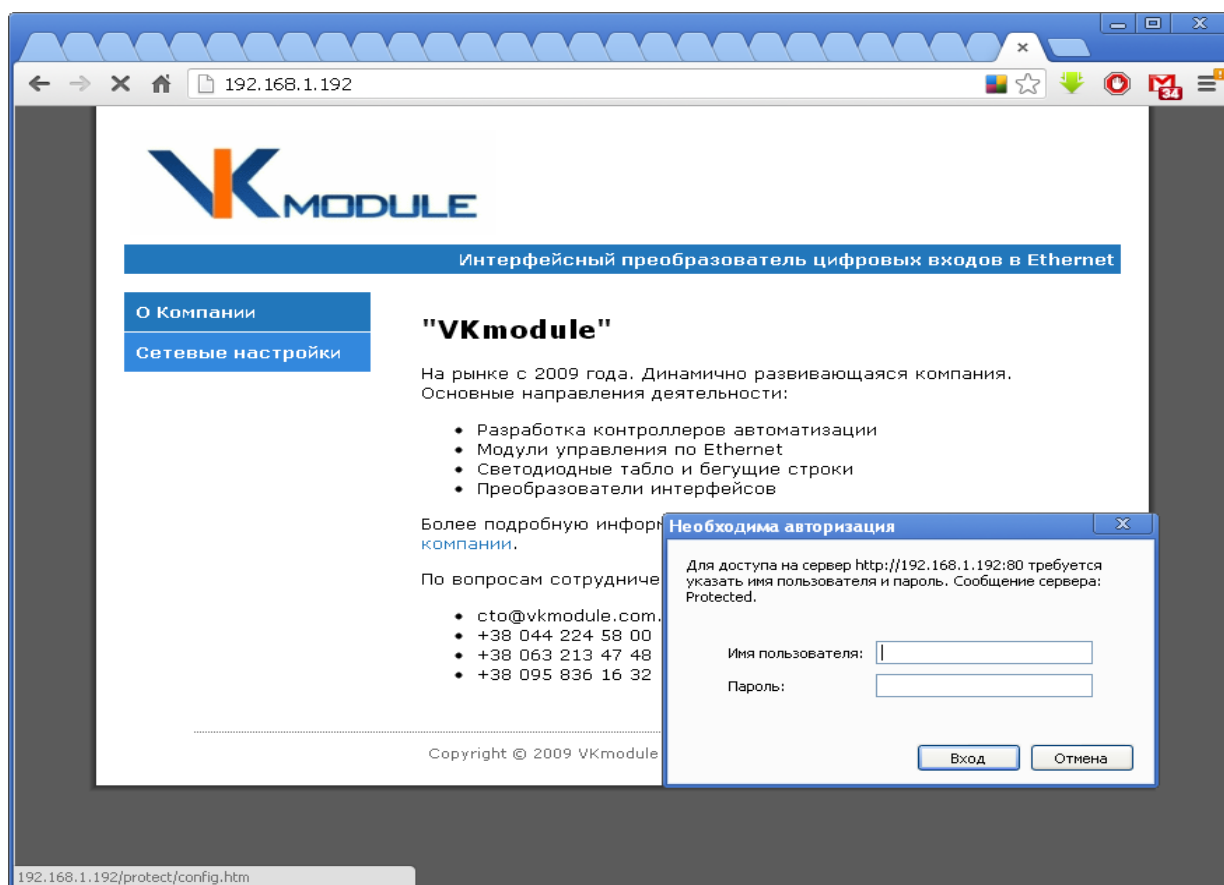 192.168.1.192
34
VKMODULE
Интерфейсный преобразователь цифровых входов в Ethernet
О Компании
Сетевые настройки
"VKmodule"
На рынке с 2009 года. Динамично развивающаяся компания.
Основные направления деятельности:
Разработка контроллеров автоматизации
Модули управления по Ethernet
Светодиодные табло и бегущие строки
Преобразователи интерфейсов
Более подробную
компании.
По вопросам
cto@vkmodule.com.
+38 044 224 58 00
+38 063 213 47 48
+38 095 836 16 32
Copyright © 2009 VKmodule
Необходима авторизация
Для доступа на сервер http://192.168.1.192:80 требуется
указать имя пользователя и пароль. Сообщение сервера:
Protected.
Имя пользователя:
Пароль:
Вход
Отмена
192.168.1.192/protect/config.htm